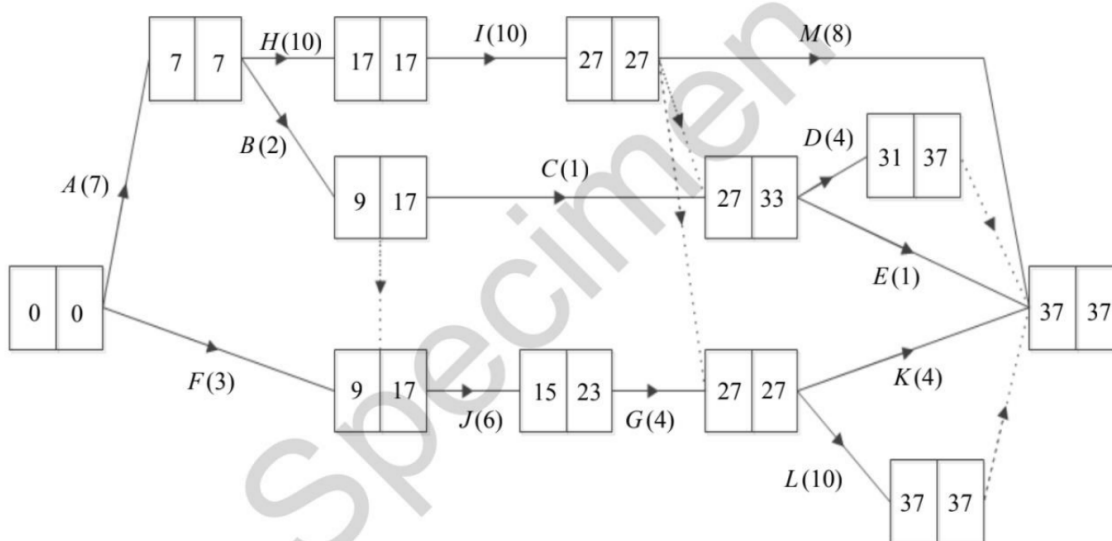 H(10) I(10) M(8)
7 7 17 17 27 27
B(2) D(4)
31 37
A(7) C(1)
9 17 27 33
E(1)
0 0 37 37
F(3) K(4)
9 17 15 23 27 27
J(6) G(4)
L(10)
37 37
Specimen